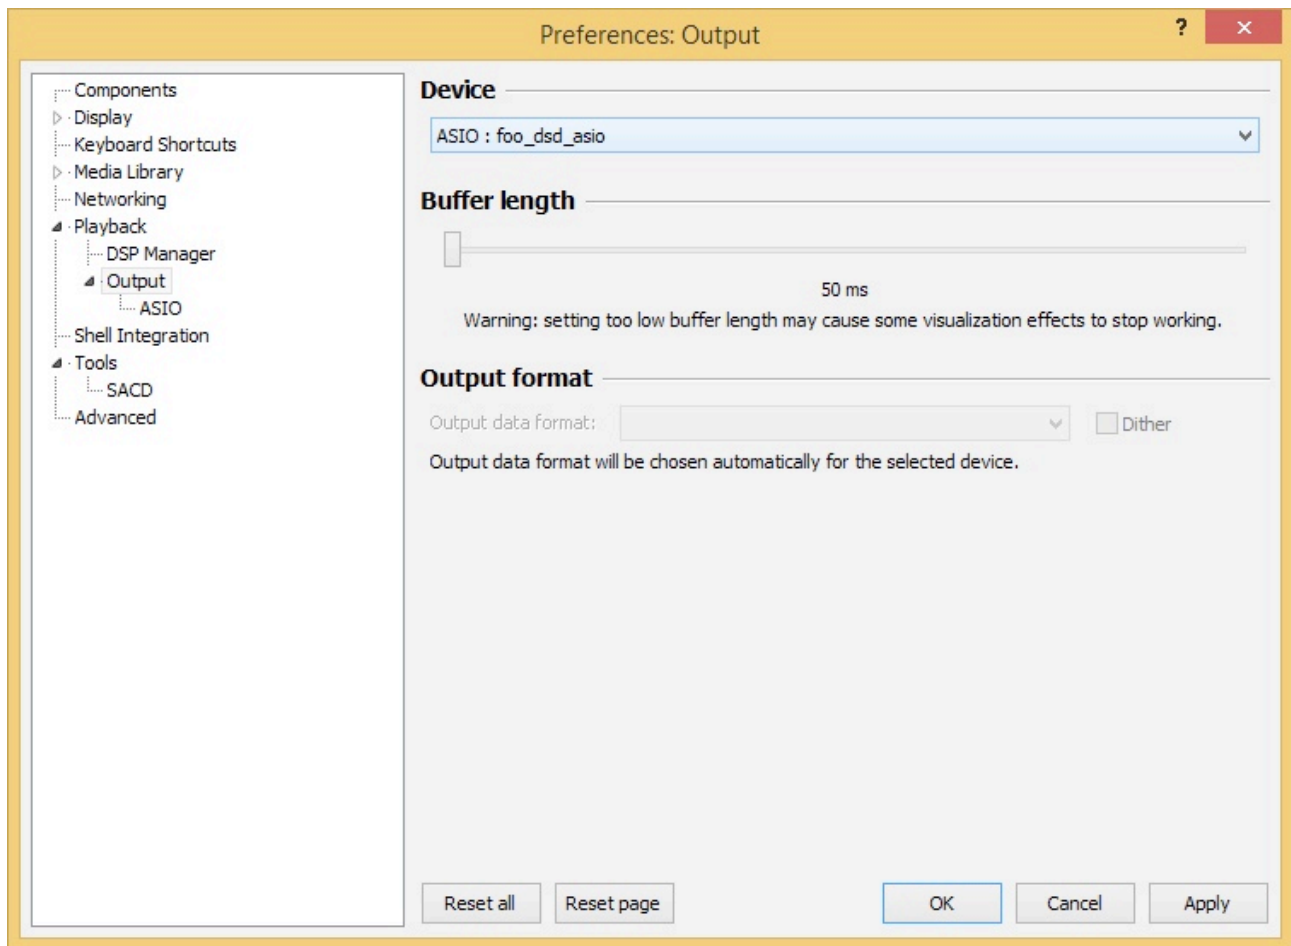 Preferences: Output
?
Components
Display
Keyboard Shortcuts
Media Library
Networking
Playback
DSP Manager
Output
ASIO
Shell Integration
Tools
SACD
Advanced
Device
ASIO : foo_dsd_asio
Buffer length
50 ms
Warning: setting too low buffer length may cause some visualization effects to stop working.
Output format
Output data format:
Dither
Output data format will be chosen automatically for the selected device.
Reset all
Reset page
OK
Cancel
Apply